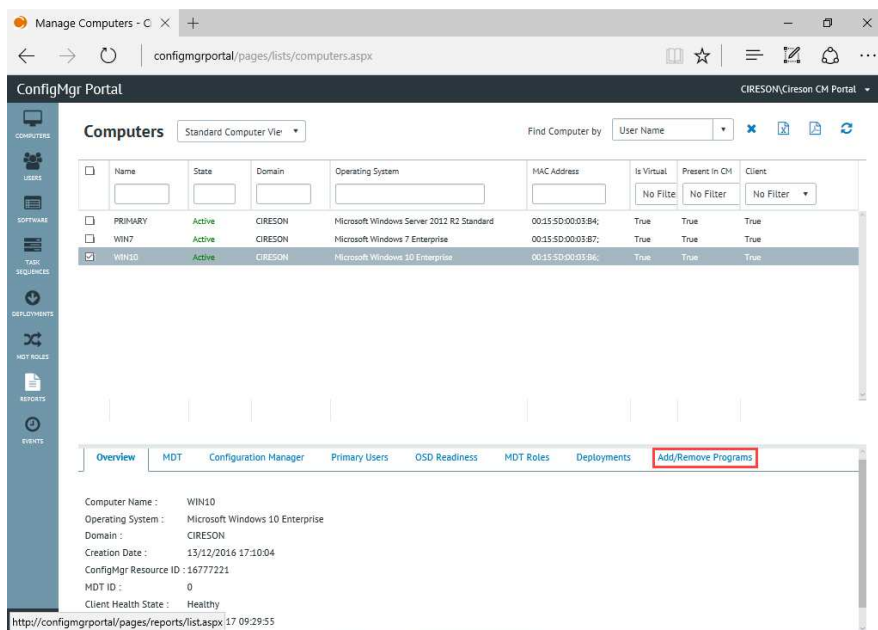 Manage Computers - C
configmgrportal/pages/lists/computers.aspx
ConfigMgr Portal
CIRESON\Cireson CM Portal
COMPUTERS
USERS
SOFTWARE
TASK
SEQUENCES
DEPLOYMENTS
MDT ROLES
REPORTS
EVENTS
Computers
Standard Computer Vie
Find Computer by
User Name
Name State Domain Operating System MAC Address Is Virtual Present In CM Client
No Filte No Filter No Filter
PRIMARY Active CIRESON Microsoft Windows Server 2012 R2 Standard 00:15:5D:00:03:B4; True True True
WIN7 Active CIRESON Microsoft Windows 7 Enterprise 00:15:5D:00:03:B7; True True True
WIN10 Active CIRESON Microsoft Windows 10 Enterprise 00:15:5D:00:03:B6; True True True
Overview MDT Configuration Manager Primary Users OSD Readiness MDT Roles Deployments Add/Remove Programs
Computer Name : WIN10
Operating System : Microsoft Windows 10 Enterprise
Domain : CIRESON
Creation Date : 13/12/2016 17:10:04
ConfigMgr Resource ID : 16777221
MDT ID : 0
Client Health State : Healthy
http://configmgrportal/pages/reports/list.aspx 17 09:29:55